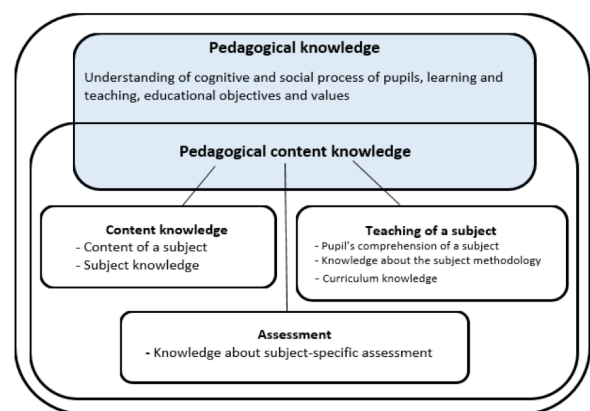 Pedagogical knowledge
Understanding of cognitive and social process of pupils, learning and
teaching, educational objectives and values
Pedagogical content knowledge
Content knowledge
- Content of a subject
- Subject knowledge
Teaching of a subject
- Pupil's comprehension of a subject
- Knowledge about the subject methodology
- Curriculum knowledge
Assessment
- Knowledge about subject-specific assessment